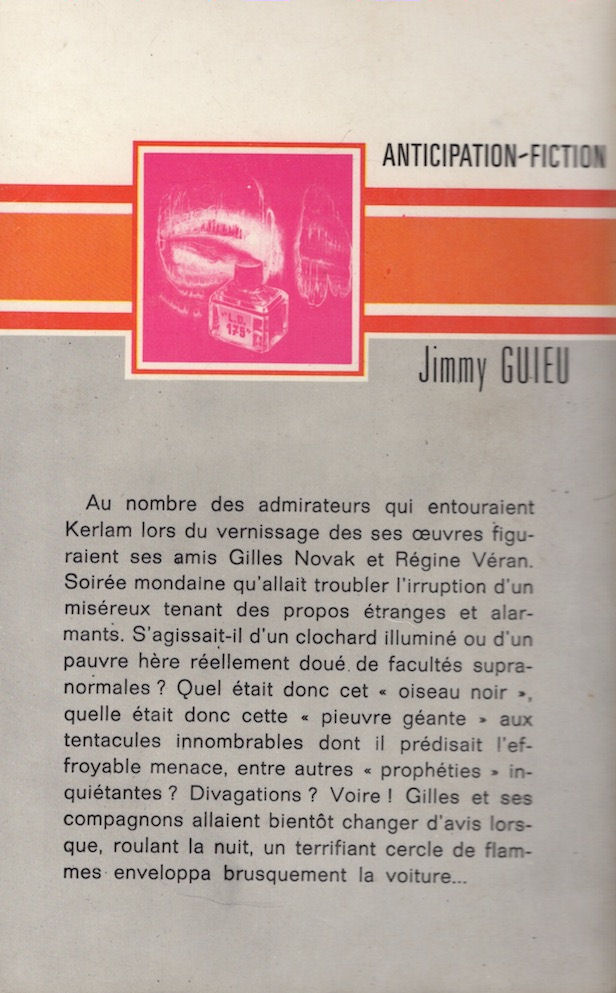 ANTICIPATION-FICTION
"L.D.
175"
Jimmy GUIEU
Au nombre des admirateurs qui entouraient
Kerlam lors du vernissage des ses œuvres figu-
raient ses amis Gilles Novak et Régine Véran.
Soirée mondaine qu'allait troubler l'irruption d'un
miséreux tenant des propos étranges et alar-
mants. S'agissait-il d'un clochard illuminé ou d'un
pauvre hère réellement doué de facultés supra-
normales ? Quel était donc cet « oiseau noir »,
quelle était donc cette « pieuvre géante » aux
tentacules innombrables dont il prédisait l'ef-
froyable menace, entre autres « prophéties » in-
quiétantes ? Divagations ? Voire ! Gilles et ses
compagnons allaient bientôt changer d'avis lors-
que, roulant la nuit, un terrifiant cercle de flam-
mes enveloppa brusquement la voiture...